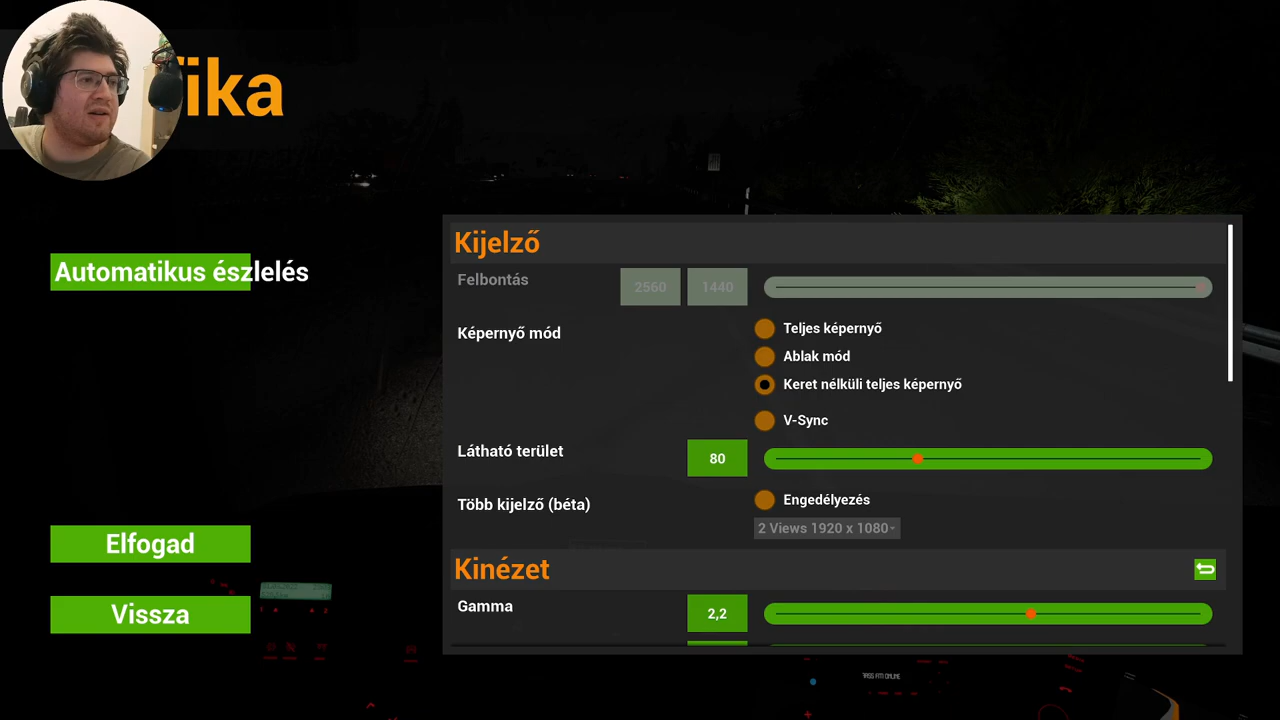 ika
Automatikus észlelés
Elfogad
Vissza
Kijelző
Felbontás 2560 1440
Képernyő mód
Teljes képernyő
Ablak mód
Keret nélküli teljes képernyő
V-Sync
Látható terület 80
Több kijelző (béta) Engedélyezés
2 Views 1920 x 1080
Kinézet
Gamma 2,2